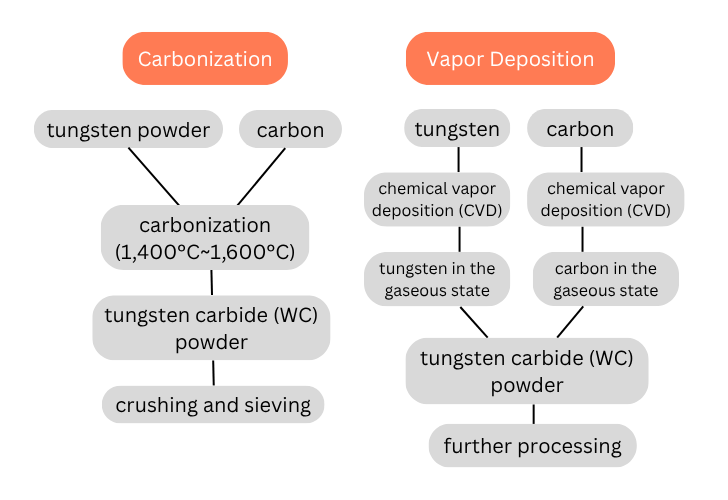 Carbonization
tungsten powder
carbon
carbonization
(1,400°C~1,600°C)
tungsten carbide (WC)
powder
crushing and sieving
Vapor Deposition
tungsten
carbon
chemical vapor
deposition (CVD)
chemical vapor
deposition (CVD)
tungsten in the
gaseous state
carbon in the
gaseous state
tungsten carbide (WC)
powder
further processing